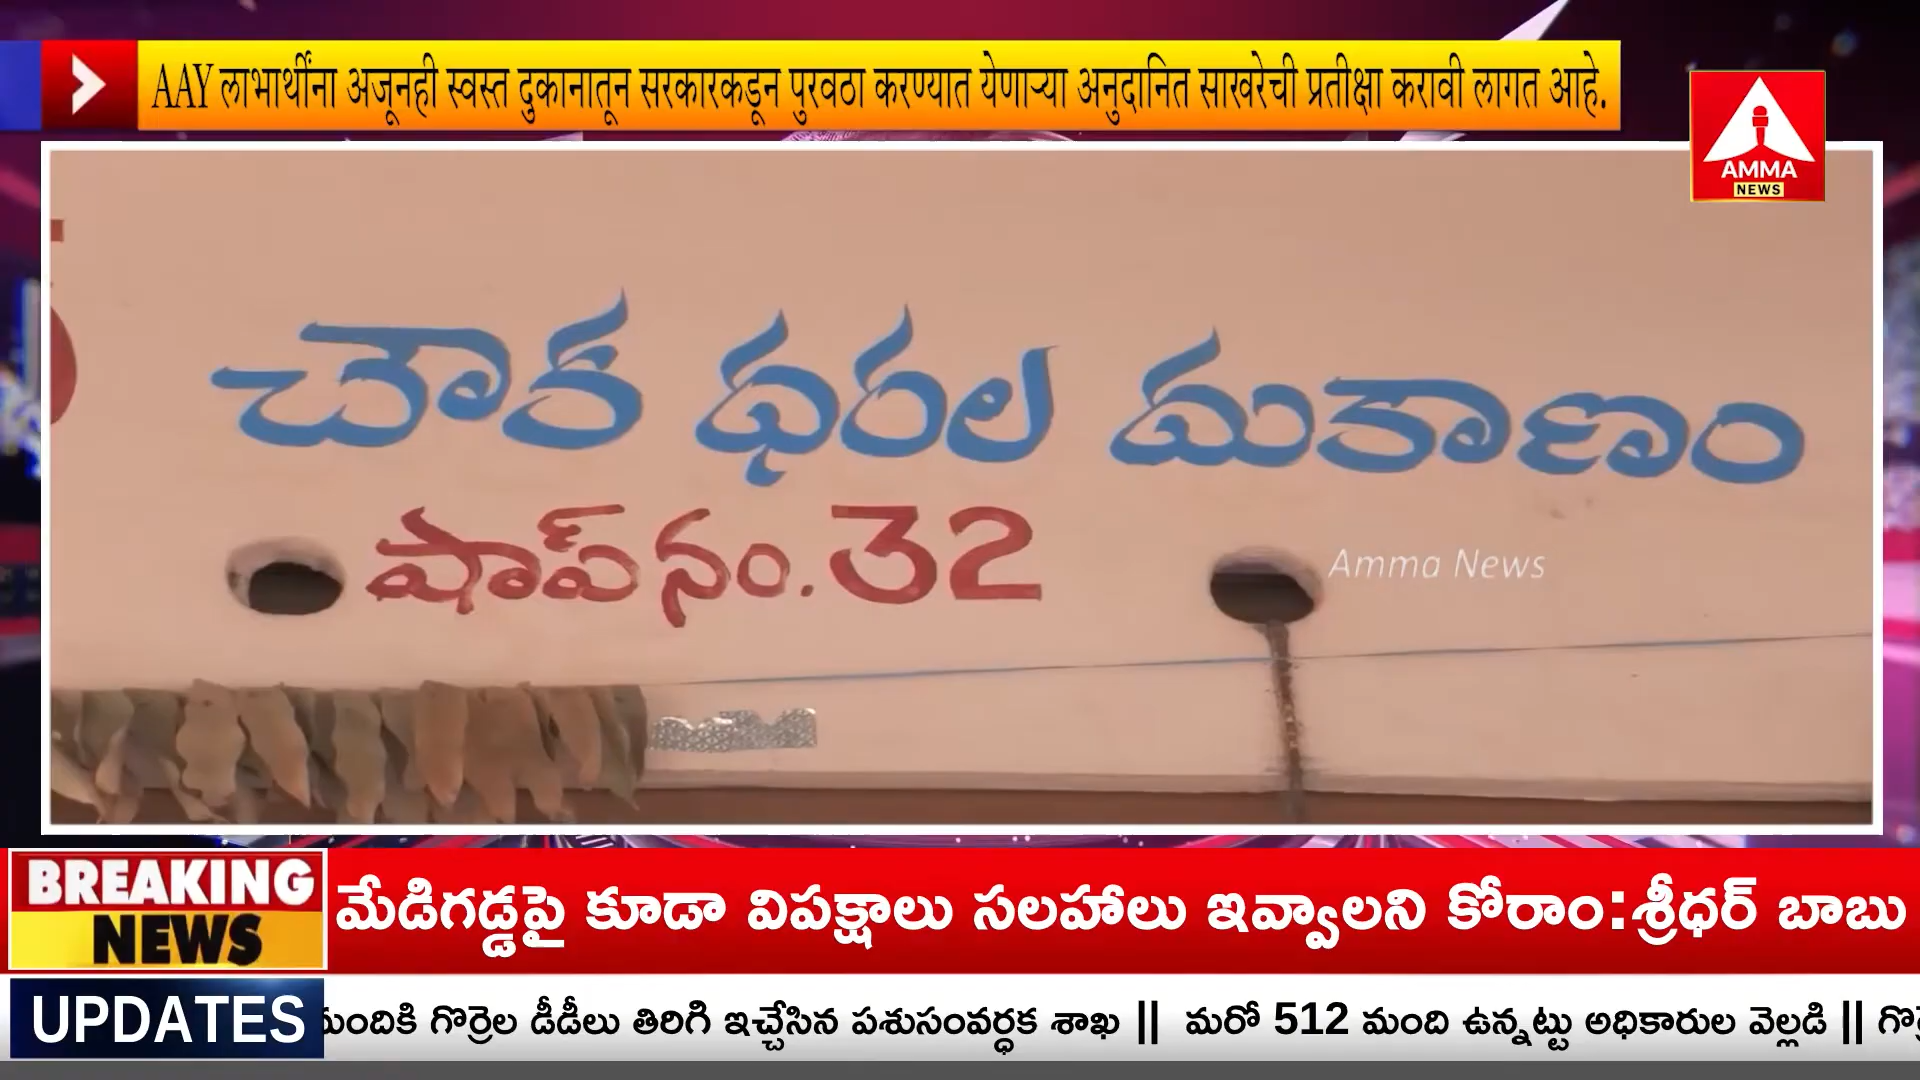 AAY लाभार्थींना अजूनही स्वस्त दुकानातून सरकारकडून पुरवठा करण्यात येणाऱ्या अनुदानित साखरेची प्रतीक्षा करावी लागत आहे.
AMMA
NEWS
చౌక ధరల దుకాణం
షాప్ నం. 32
Amma News
BREAKING
NEWS
మేడిగడ్డపై కూడా విపక్షాలు సలహాలు ఇవ్వాలని కోరాం:శ్రీధర్ బాబు
UPDATES
గొర్రెల డీడీలు తిరిగి ఇచ్చేసిన పశుసంవర్ధక శాఖ || మరో 512 మంది ఉన్నట్టు అధికారుల వెల్లడి ||